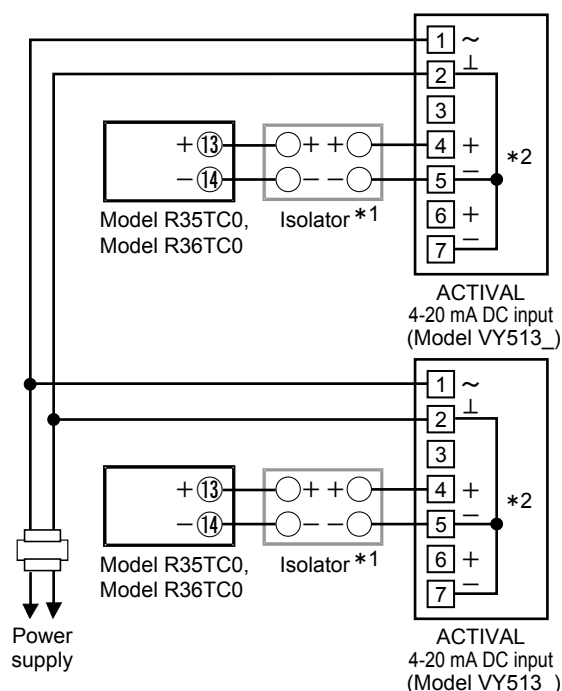 1 ~
2 ⊥
3
+⑬ + + 4 + *2
−⑭ − − 5 −
6 +
7 −
Model R35TC0,
Model R36TC0
Isolator *1
ACTIVAL
4-20 mA DC input
(Model VY513_)
1 ~
2 ⊥
3
+⑬ + + 4 + *2
−⑭ − − 5 −
6 +
7 −
Model R35TC0,
Model R36TC0
Isolator *1
Power
supply
ACTIVAL
4-20 mA DC input
(Model VY513_)